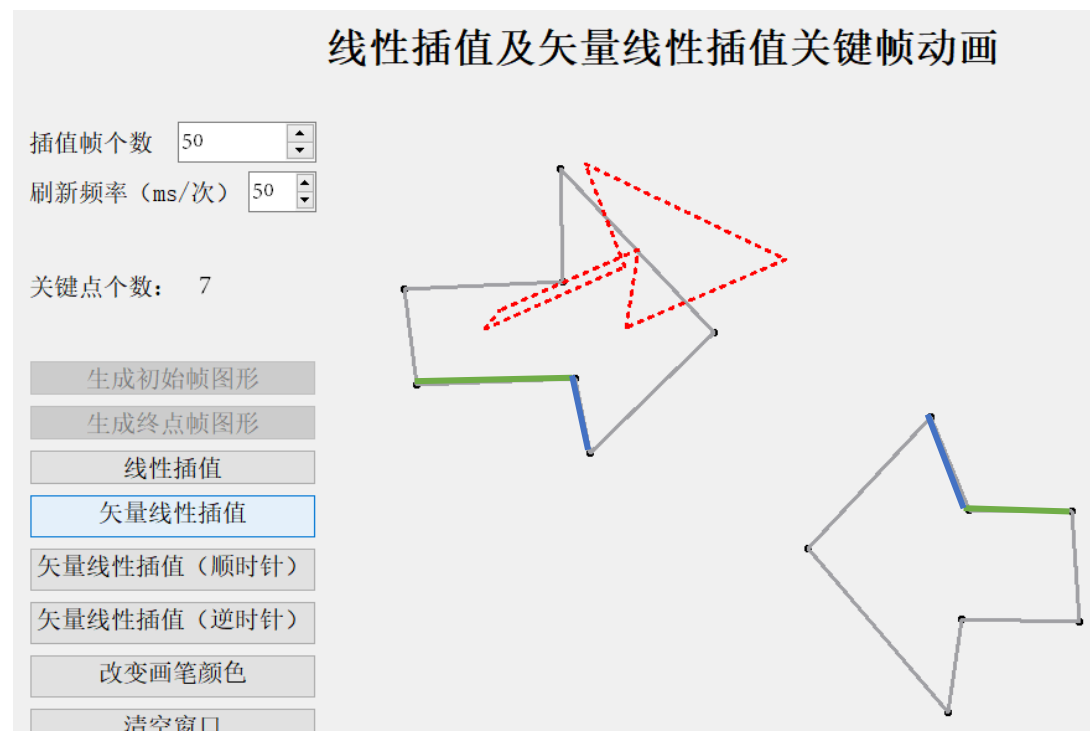 线性插值及矢量线性插值关键帧动画
插值帧个数 50
刷新频率（ms/次） 50
关键点个数： 7
生成初始帧图形
生成终点帧图形
线性插值
矢量线性插值
矢量线性插值（顺时针）
矢量线性插值（逆时针）
改变画笔颜色
清空窗口